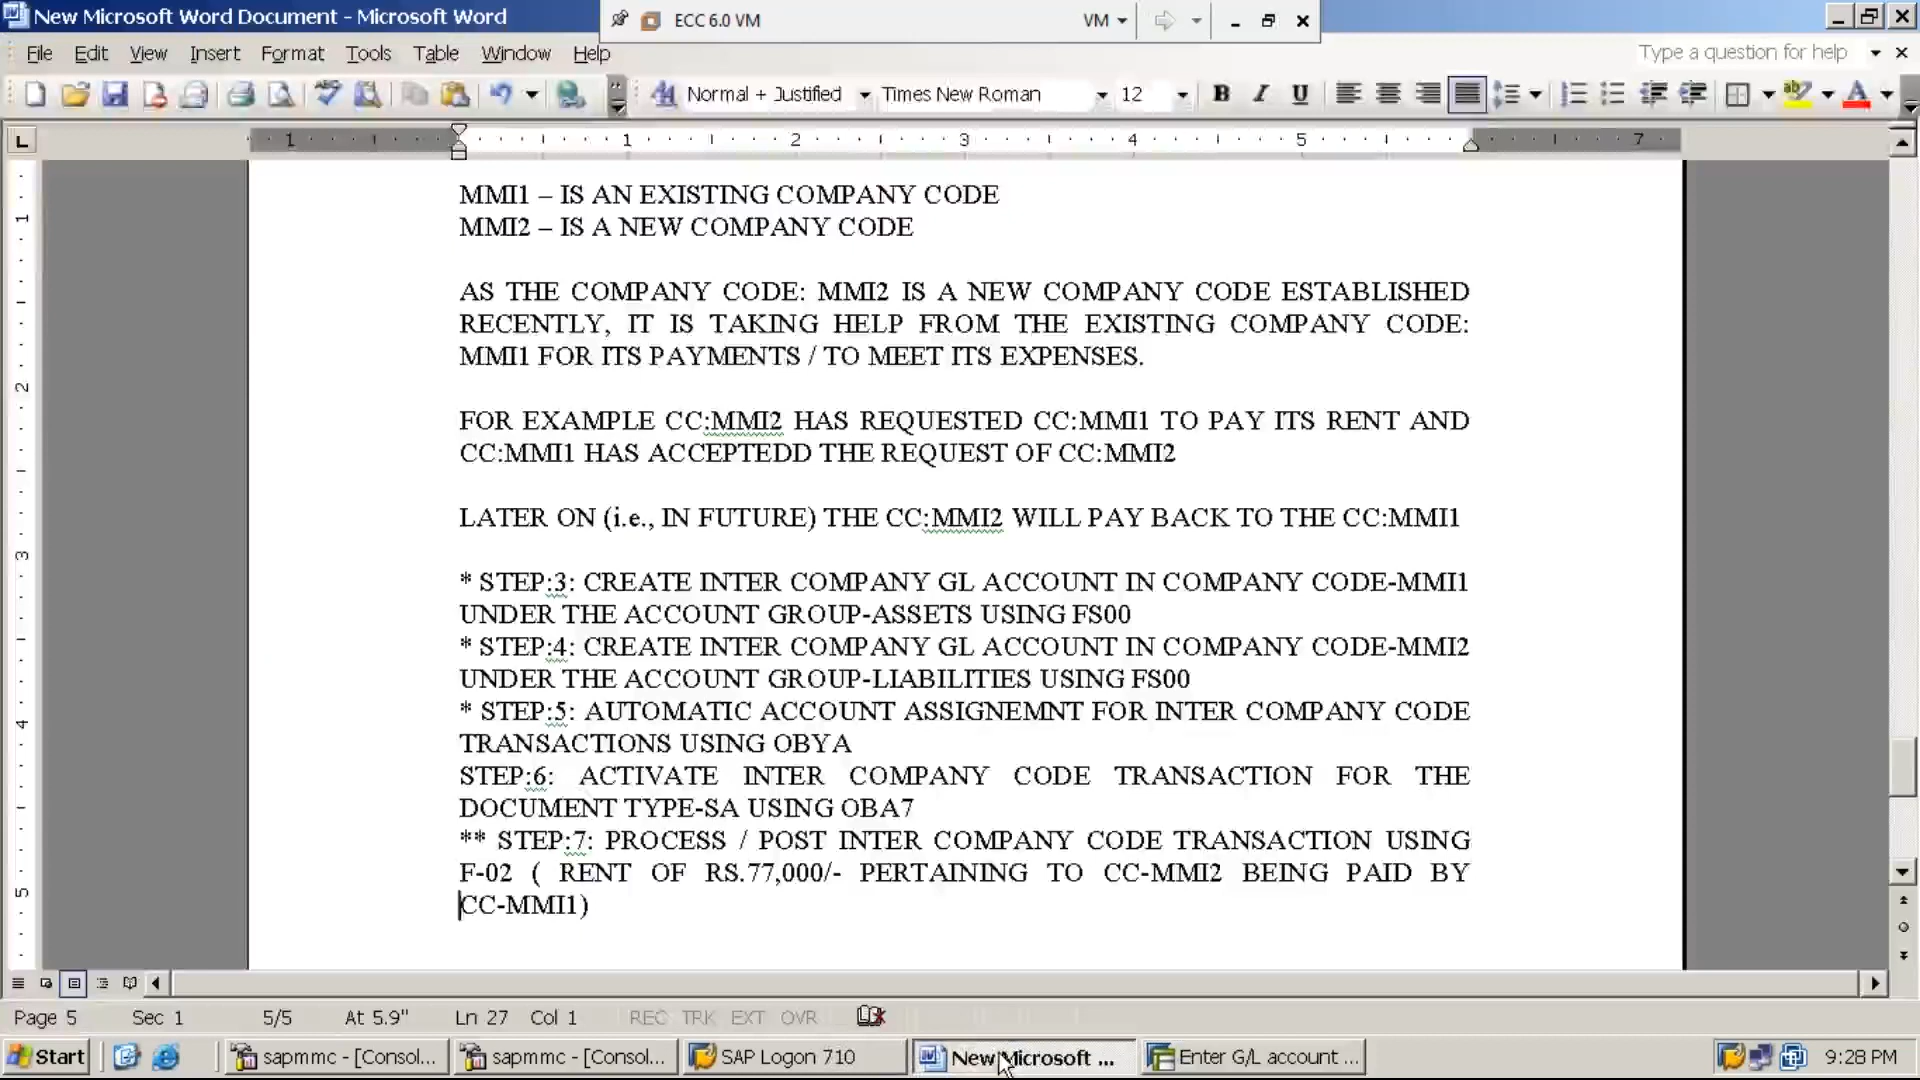 New Microsoft Word Document - Microsoft Word
ECC 6.0 VM
VM
File Edit View Insert Format Tools Table Window Help
Type a question for help
Normal + Justified Times New Roman 12 B I U
1 1 2 3 4 5 7
MMI1 – IS AN EXISTING COMPANY CODE
MMI2 – IS A NEW COMPANY CODE
AS THE COMPANY CODE: MMI2 IS A NEW COMPANY CODE ESTABLISHED
RECENTLY, IT IS TAKING HELP FROM THE EXISTING COMPANY CODE:
MMI1 FOR ITS PAYMENTS / TO MEET ITS EXPENSES.
FOR EXAMPLE CC:MMI2 HAS REQUESTED CC:MMI1 TO PAY ITS RENT AND
CC:MMI1 HAS ACCEPTEDD THE REQUEST OF CC:MMI2
LATER ON (i.e., IN FUTURE) THE CC:MMI2 WILL PAY BACK TO THE CC:MMI1
* STEP:3: CREATE INTER COMPANY GL ACCOUNT IN COMPANY CODE-MMI1
UNDER THE ACCOUNT GROUP-ASSETS USING FS00
* STEP:4: CREATE INTER COMPANY GL ACCOUNT IN COMPANY CODE-MMI2
UNDER THE ACCOUNT GROUP-LIABILITIES USING FS00
* STEP:5: AUTOMATIC ACCOUNT ASSIGNEMNT FOR INTER COMPANY CODE
TRANSACTIONS USING OBYA
STEP:6: ACTIVATE INTER COMPANY CODE TRANSACTION FOR THE
DOCUMENT TYPE-SA USING OBA7
** STEP:7: PROCESS / POST INTER COMPANY CODE TRANSACTION USING
F-02 ( RENT OF RS.77,000/- PERTAINING TO CC-MMI2 BEING PAID BY
CC-MMI1)
Page 5 Sec 1 5/5 At 5.9" Ln 27 Col 1 REC TRK EXT OVR
Start sapmmc - [Consol... sapmmc - [Consol... SAP Logon 710 New Microsoft ... Enter G/L account ... 9:28 PM